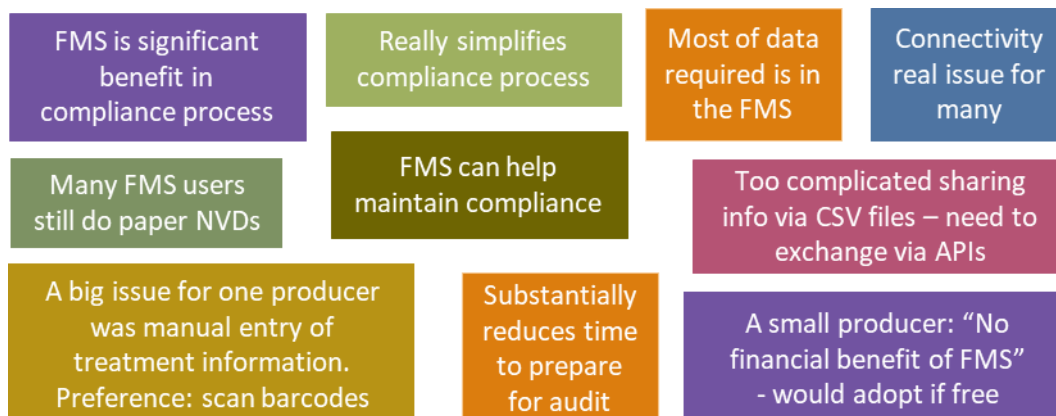 FMS is significant
benefit in
compliance process
Really simplifies
compliance process
Most of data
required is in
the FMS
Connectivity
real issue for
many
Many FMS users
still do paper NVDs
FMS can help
maintain compliance
Too complicated sharing
info via CSV files – need to
exchange via APIs
A big issue for one producer
was manual entry of
treatment information.
Preference: scan barcodes
Substantially
reduces time
to prepare
for audit
A small producer: “No
financial benefit of FMS”
- would adopt if free